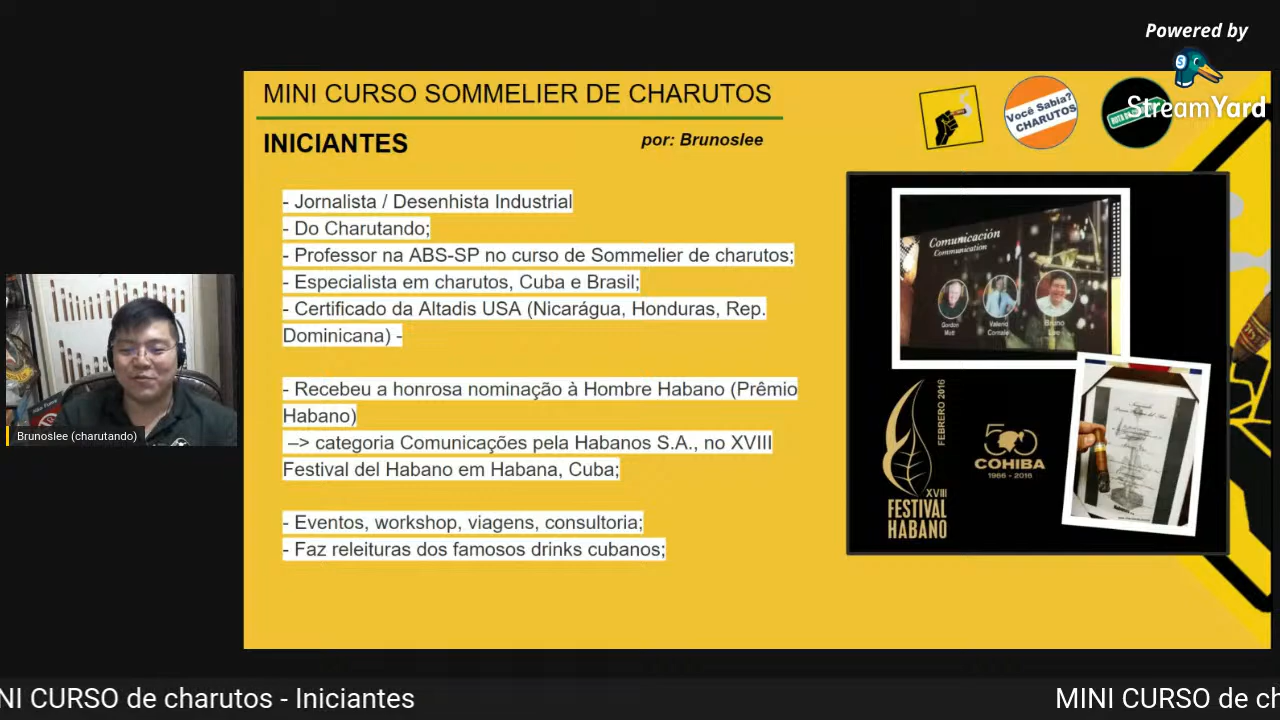 Powered by
StreamYard
MINI CURSO SOMMELIER DE CHARUTOS
INICIANTES
por: Brunoslee
Você Sabia?
CHARUTOS
- Jornalista / Desenhista Industrial
- Do Charutando;
- Professor na ABS-SP no curso de Sommelier de charutos;
- Especialista em charutos, Cuba e Brasil;
- Certificado da Altadis USA (Nicarágua, Honduras, Rep.
Dominicana) -
- Recebeu a honrosa nominação à Hombre Habano (Prêmio
Habano)
–> categoria Comunicações pela Habanos S.A., no XVIII
Festival del Habano em Habana, Cuba;
- Eventos, workshop, viagens, consultoria;
- Faz releituras dos famosos drinks cubanos;
Comunicación
Communication
Gordon
Mott
Bruno
FEBRERO 2016
XVIII
FESTIVAL
HABANO
50
COHIBA
1966 - 2016
Brunoslee (charutando)
NI CURSO de charutos - Iniciantes
MINI CURSO de ch